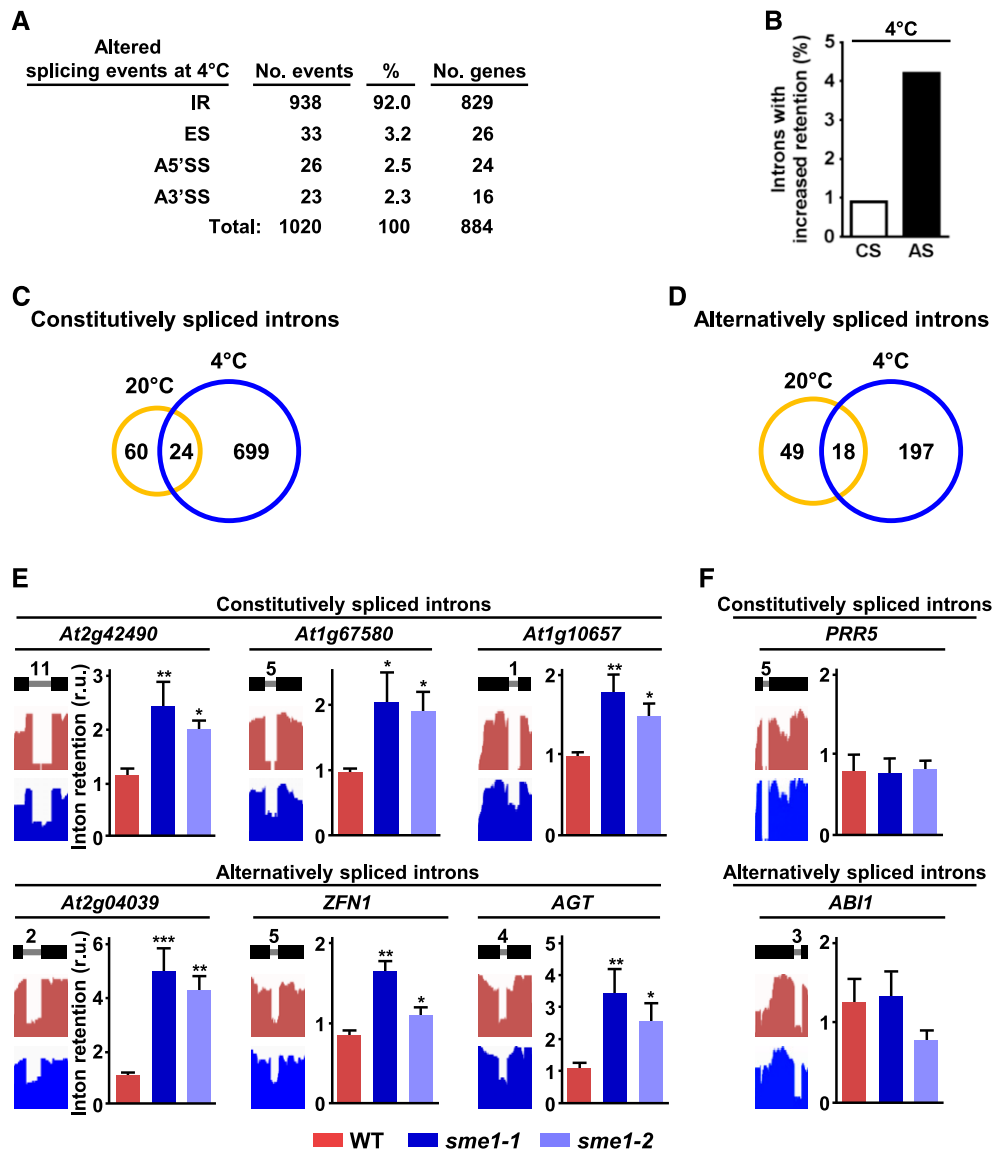 A
Altered
splicing events at 4°C No. events % No. genes
IR 938 92.0 829
ES 33 3.2 26
A5’SS 26 2.5 24
A3’SS 23 2.3 16
Total: 1020 100 884
B
4°C
Introns with
increased retention (%)
5
4
3
2
1
0
CS AS
C
Constitutively spliced introns
4°C
20°C
60 24 699
D
Alternatively spliced introns
4°C
20°C
49 18 197
E
Constitutively spliced introns
At2g42490 At1g67580 At1g10657
11
Inton retention (r.u.)
3
2
1
0
**
*
5
2
1
0
*
*
1
2
1
0
**
*
Alternatively spliced introns
At2g04039 ZFN1 AGT
2
Inton retention (r.u.)
6
4
2
1
0
***
**
5
2
1
0
**
*
4
5
4
3
2
1
0
**
*
F
Constitutively spliced introns
PRR5
5
2
1
0
Alternatively spliced introns
ABI1
3
2
1
0
WT sme1-1 sme1-2